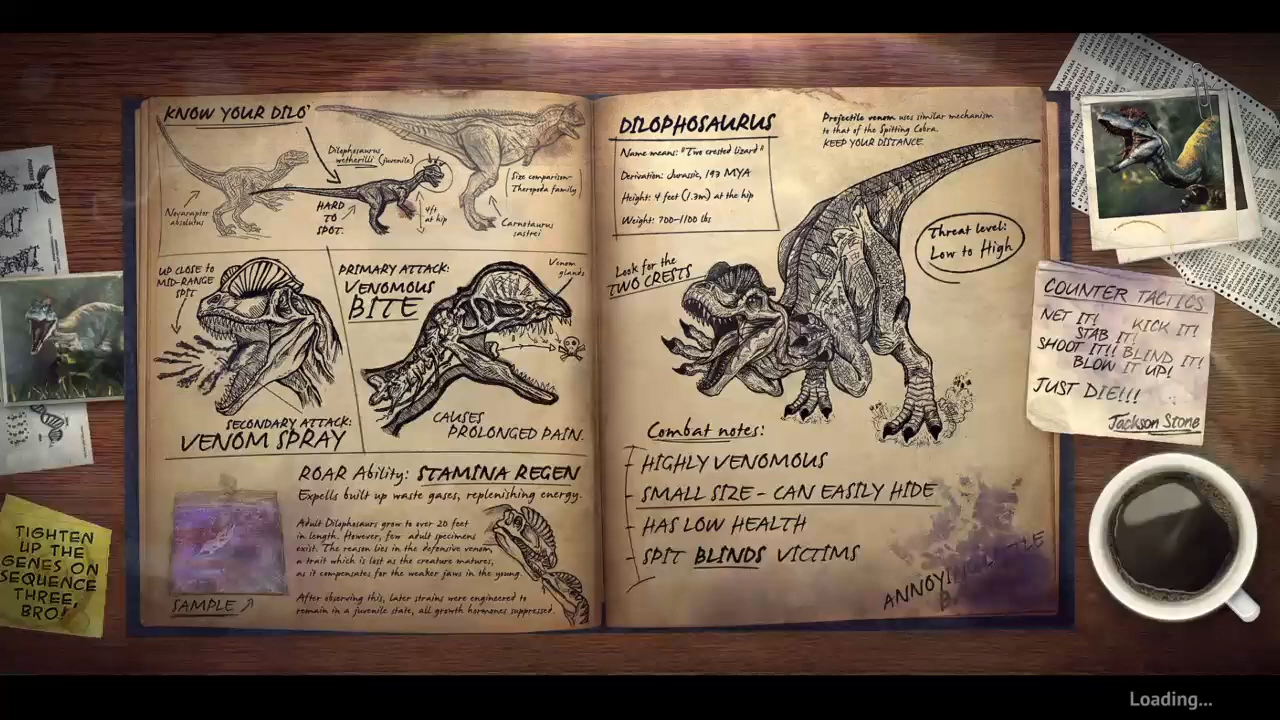 KNOW YOUR DILO'
Dilophosaurus
wetherilli (juvenile)
HARD
TO
SPOT.
4ft
at hip
Novaraptor
absolutus
Size comparison-
Theropoda family
Carnotaurus
sastrei
UP CLOSE TO
MID-RANGE
SPIT
SECONDARY ATTACK:
VENOM SPRAY
PRIMARY ATTACK:
VENOMOUS
BITE
Venom
glands
CAUSES
PROLONGED PAIN.
ROAR Ability: STAMINA REGEN
Expells built up waste gases, replenishing energy.
Adult Dilophosaurs grow to over 20 feet
in length. However, few adult specimens
exist. The reason lies in the defensive venom,
a trait which is lost as the creature matures,
as it compensates for the weaker jaws in the young.
After observing this, later strains were engineered to
remain in a juvenile state, all growth hormones suppressed.
SAMPLE
DILOPHOSAURUS
Name means: "Two crested lizard"
Derivation: Jurassic, 193 MYA
Height: 4 feet (1.3m) at the hip
Weight: 700-1100 lbs
Projectile venom uses similar mechanism
to that of the Spitting Cobra.
KEEP YOUR DISTANCE.
Threat level:
Low to High
Look for the
TWO CRESTS
Combat notes:
- HIGHLY VENOMOUS
- SMALL SIZE - CAN EASILY HIDE
- HAS LOW HEALTH
- SPIT BLINDS VICTIMS
COUNTER TACTICS
NET IT! KICK IT!
STAB IT!
SHOOT IT!! BLIND IT!
BLOW IT UP!
JUST DIE!!!
Jackson Stone
TIGHTEN
UP THE
GENES ON
SEQUENCE
THREE,
BRO!
Loading...